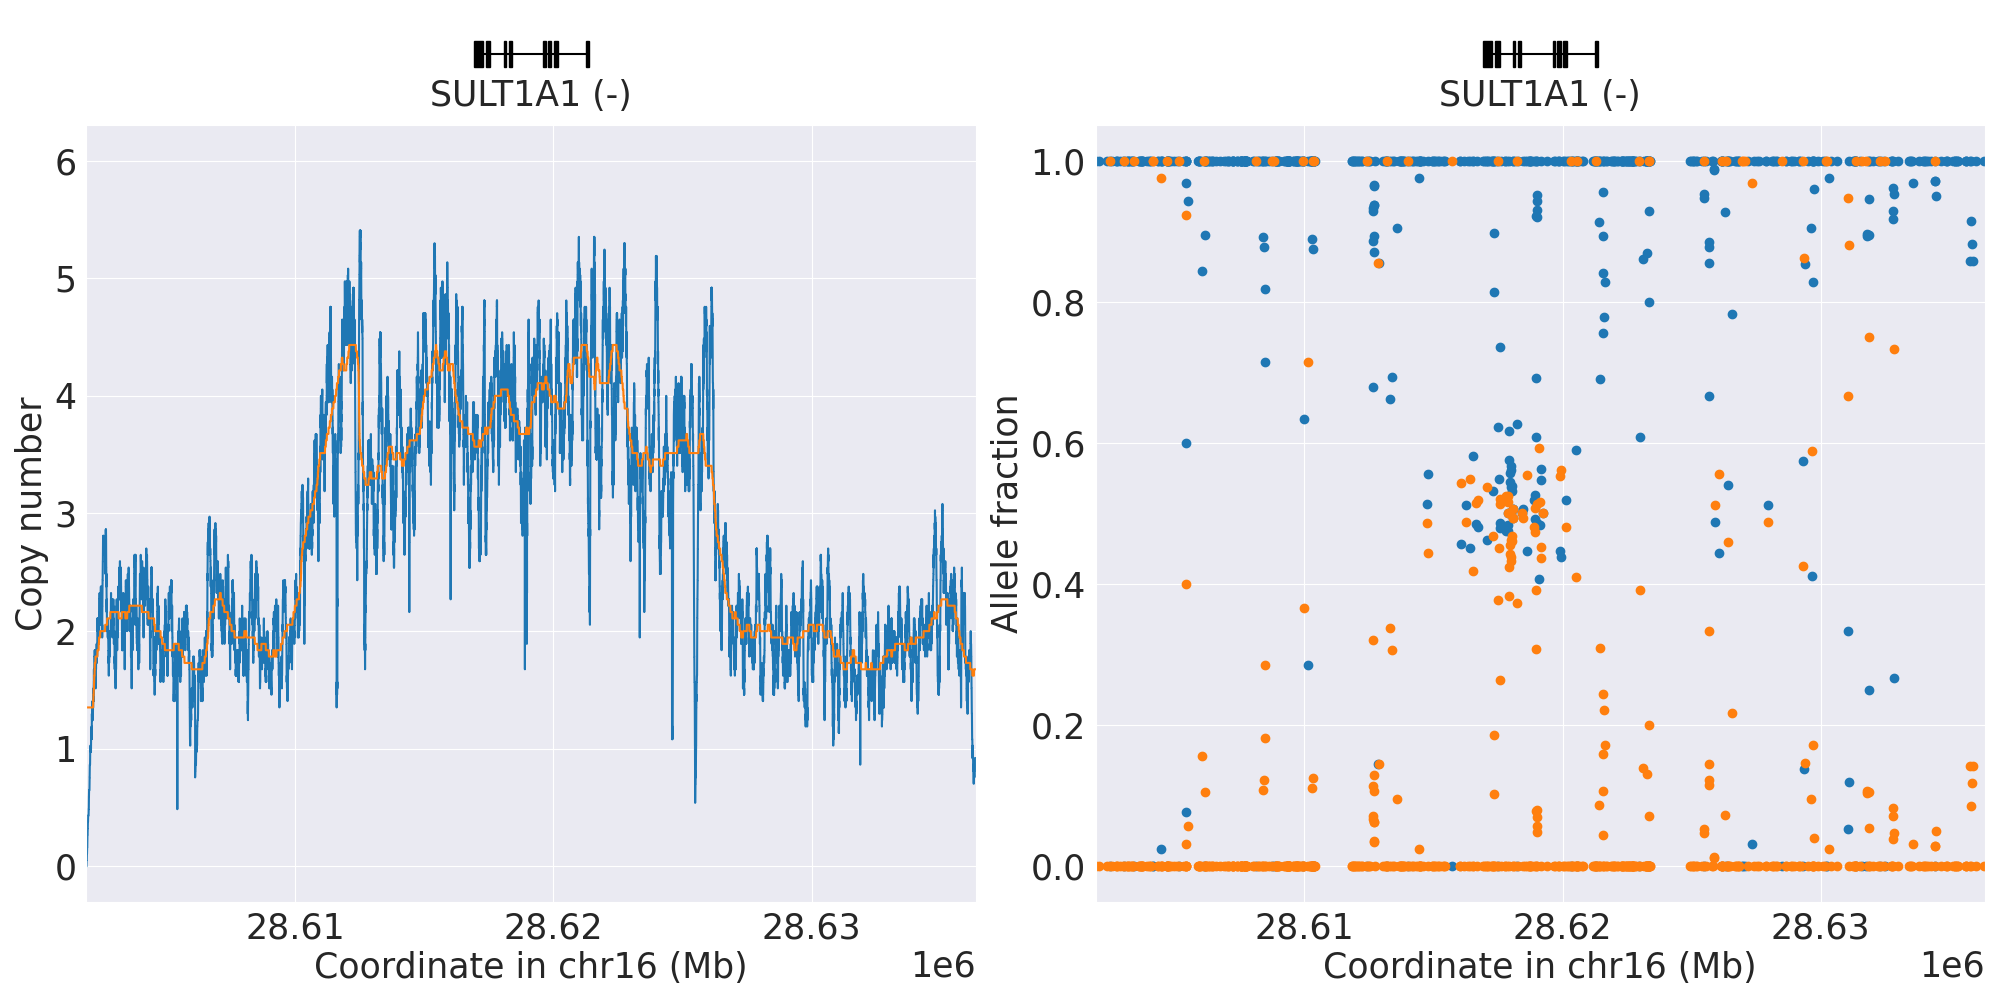 SULT1A1 (-)
6
5
4
3
2
1
0
Copy number
28.61
28.62
28.63
Coordinate in chr16 (Mb)
1e6
SULT1A1 (-)
1.0
0.8
0.6
0.4
0.2
0.0
Allele fraction
28.61
28.62
28.63
Coordinate in chr16 (Mb)
1e6